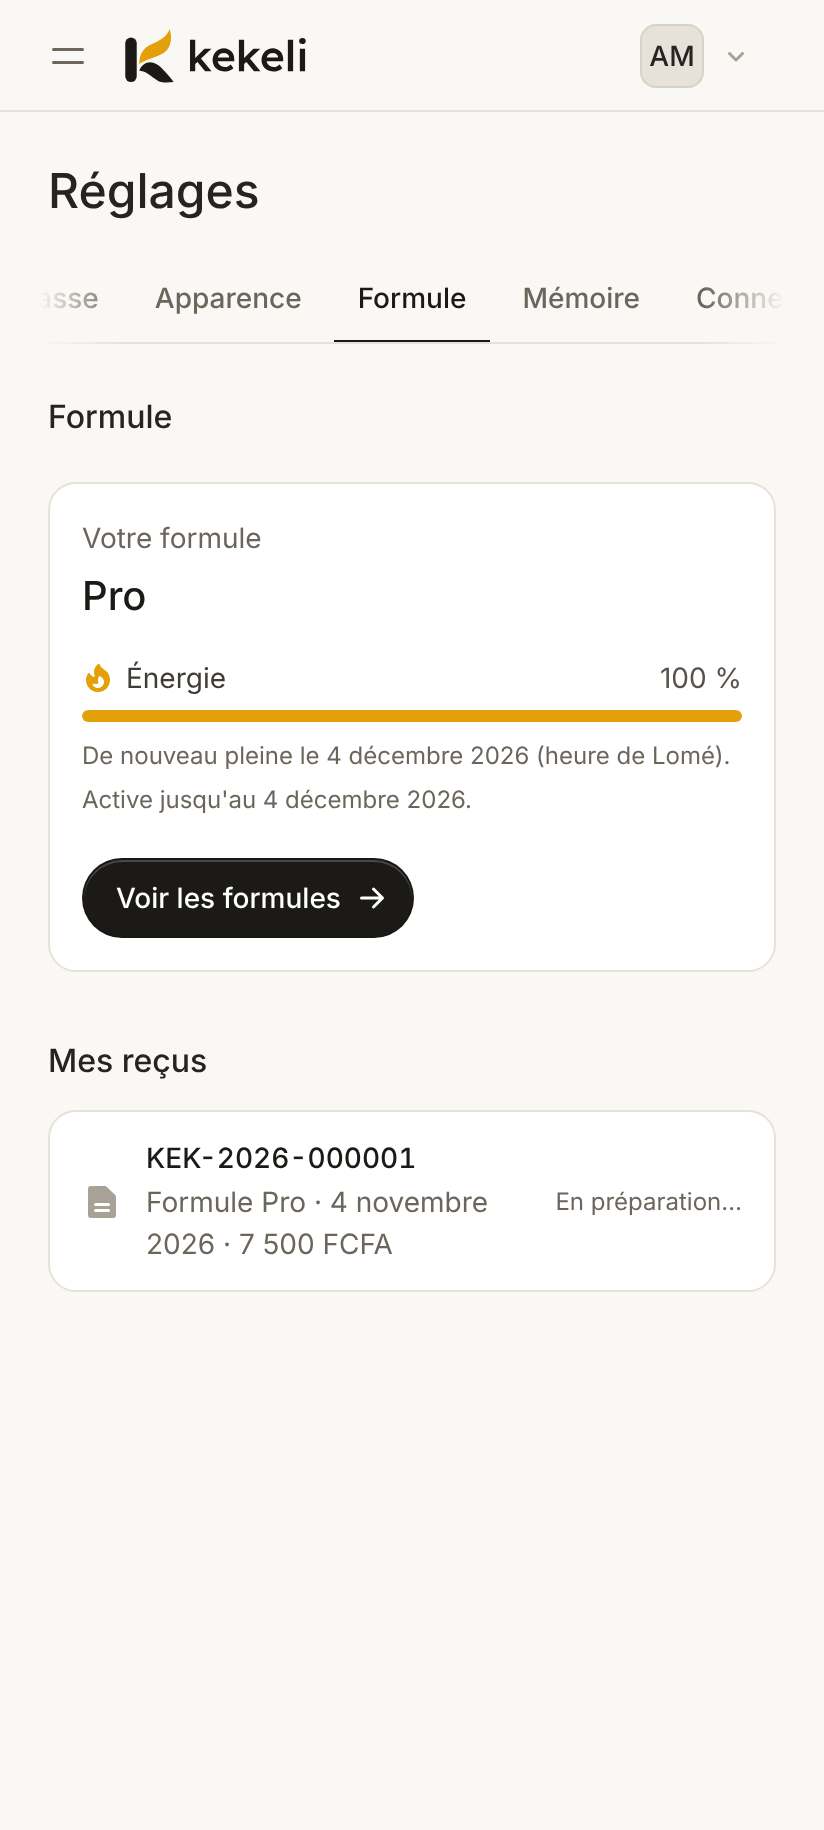 kekeli
AM
Réglages
Apparence
Formule
Mémoire
Formule
Votre formule
Pro
Énergie
100 %
De nouveau pleine le 4 décembre 2026 (heure de Lomé).
Active jusqu'au 4 décembre 2026.
Voir les formules →
Mes reçus
KEK-2026-000001
Formule Pro · 4 novembre
2026 · 7 500 FCFA
En préparation...